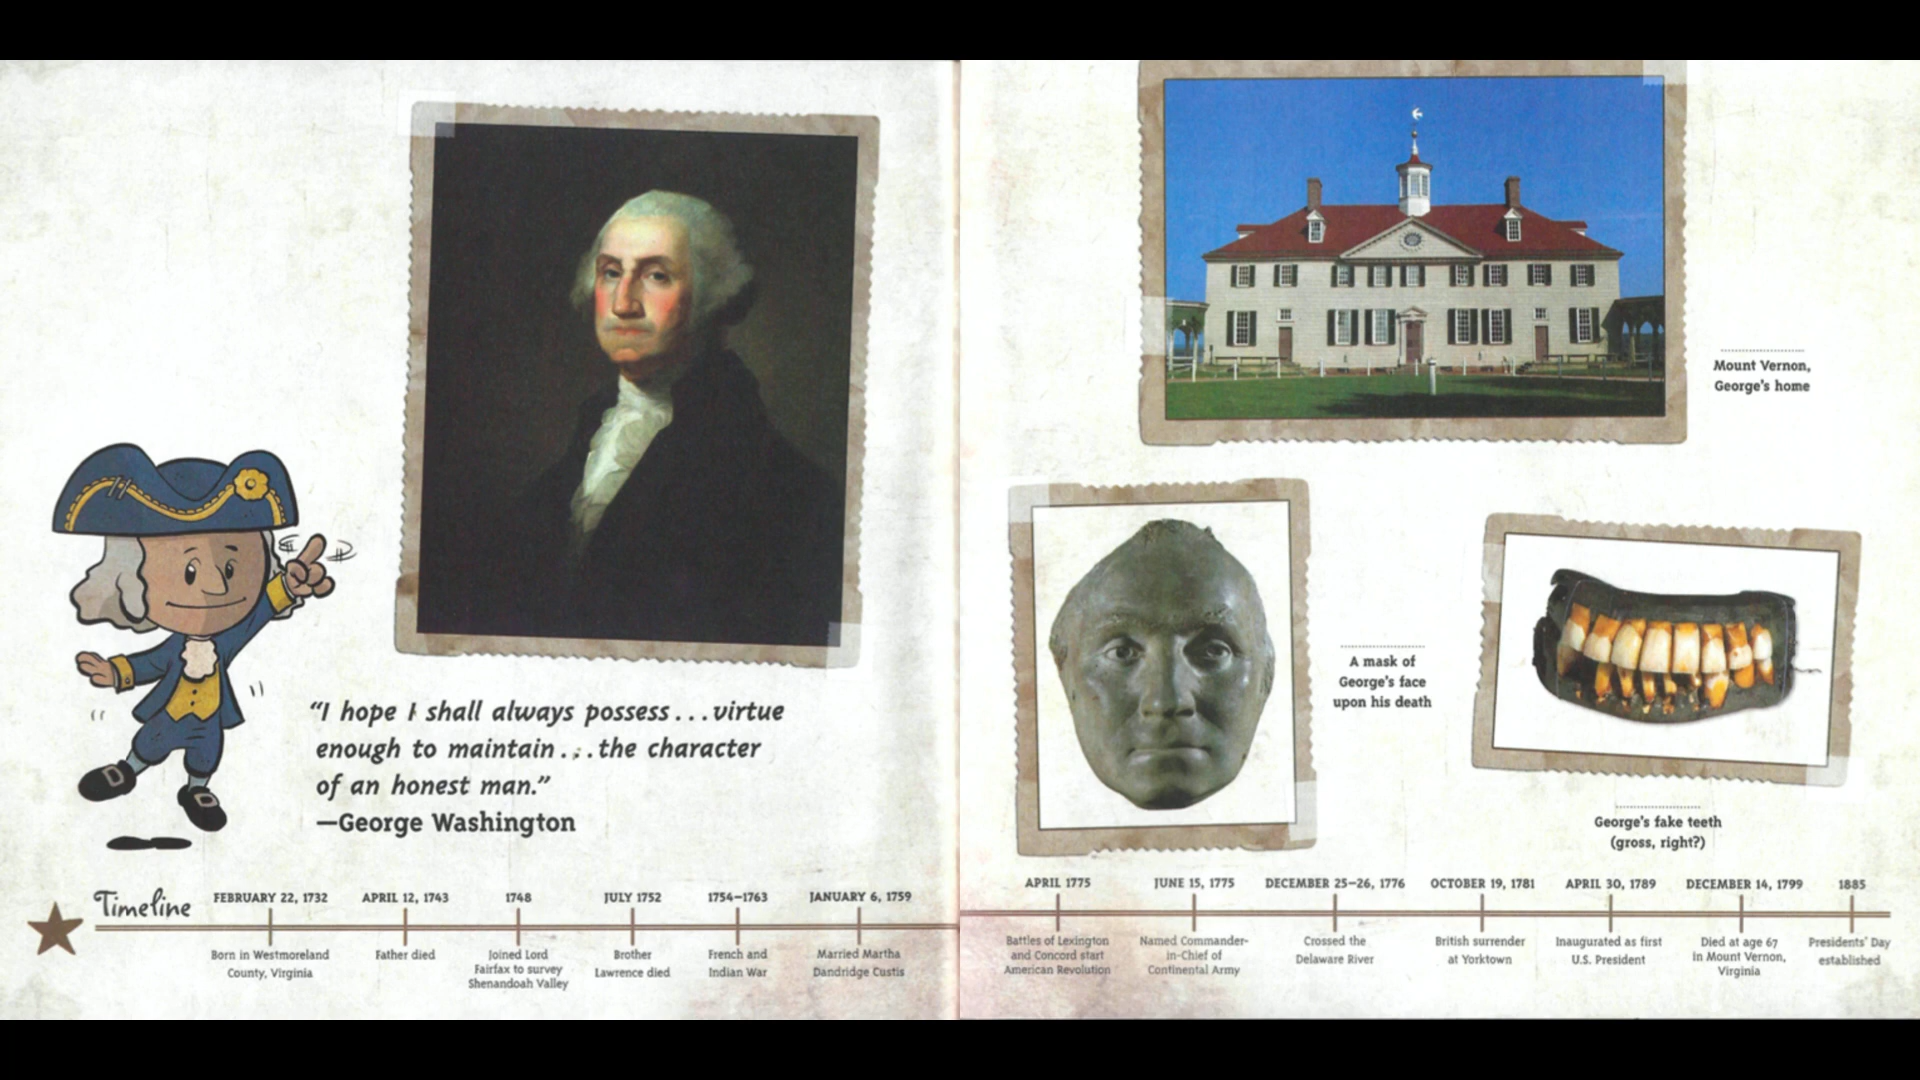 "I hope I shall always possess...virtue
enough to maintain...the character
of an honest man."
—George Washington
Mount Vernon,
George's home
A mask of
George's face
upon his death
George's fake teeth
(gross, right?)
Timeline
FEBRUARY 22, 1732
Born in Westmoreland
County, Virginia
APRIL 12, 1743
Father died
1748
Joined Lord
Fairfax to survey
Shenandoah Valley
JULY 1752
Brother
Lawrence died
1754–1763
French and
Indian War
JANUARY 6, 1759
Married Martha
Dandridge Custis
APRIL 1775
Battles of Lexington
and Concord start
American Revolution
JUNE 15, 1775
Named Commander-
in-Chief of
Continental Army
DECEMBER 25–26, 1776
Crossed the
Delaware River
OCTOBER 19, 1781
British surrender
at Yorktown
APRIL 30, 1789
Inaugurated as first
U.S. President
DECEMBER 14, 1799
Died at age 67
in Mount Vernon,
Virginia
1885
Presidents' Day
established